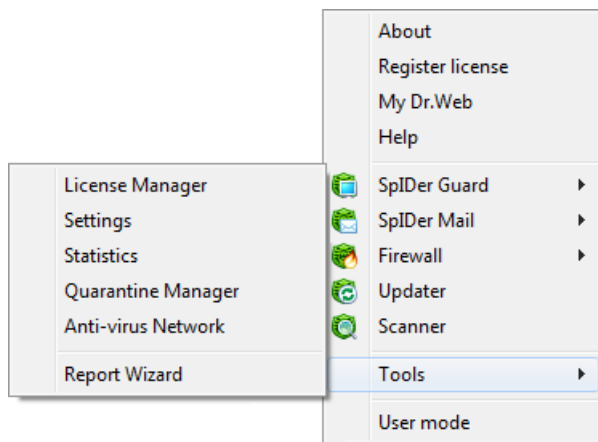 About
Register license
My Dr.Web
Help
SpIDer Guard
SpIDer Mail
Firewall
Updater
Scanner
Tools
User mode
License Manager
Settings
Statistics
Quarantine Manager
Anti-virus Network
Report Wizard